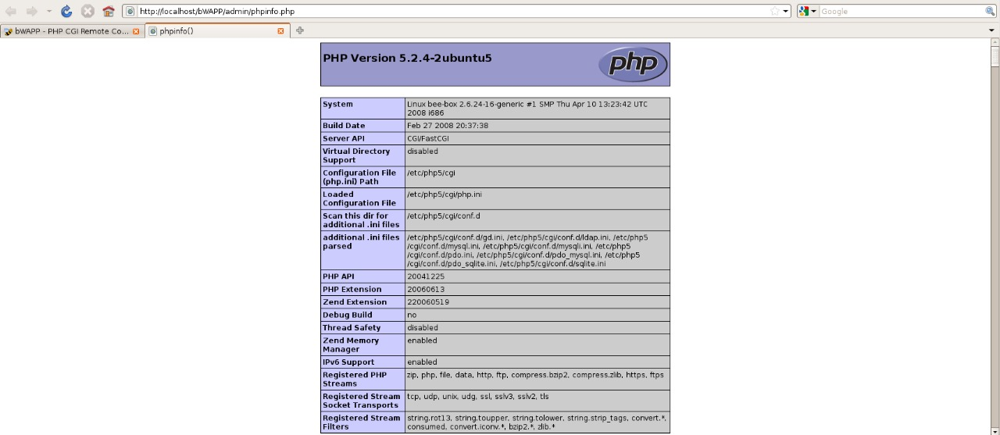 http://localhost/bWAPP/admin/phpinfo.php
Google
bWAPP - PHP CGI Remote Co...
phpinfo()
PHP Version 5.2.4-2ubuntu5
php
System
Linux bee-box 2.6.24-16-generic #1 SMP Thu Apr 10 13:23:42 UTC
2008 i686
Build Date
Feb 27 2008 20:37:38
Server API
CGI/FastCGI
Virtual Directory
Support
disabled
Configuration File
(php.ini) Path
/etc/php5/cgi
Loaded
Configuration File
/etc/php5/cgi/php.ini
Scan this dir for
additional .ini files
/etc/php5/cgi/conf.d
additional .ini files
parsed
/etc/php5/cgi/conf.d/gd.ini, /etc/php5/cgi/conf.d/ldap.ini, /etc/php5
/cgi/conf.d/mysql.ini, /etc/php5/cgi/conf.d/mysqli.ini, /etc/php5
/cgi/conf.d/pdo.ini, /etc/php5/cgi/conf.d/pdo_mysql.ini, /etc/php5
/cgi/conf.d/pdo_sqlite.ini, /etc/php5/cgi/conf.d/sqlite.ini
PHP API
20041225
PHP Extension
20060613
Zend Extension
220060519
Debug Build
no
Thread Safety
disabled
Zend Memory
Manager
enabled
IPv6 Support
enabled
Registered PHP
Streams
zip, php, file, data, http, ftp, compress.bzip2, compress.zlib, https, ftps
Registered Stream
Socket Transports
tcp, udp, unix, udg, ssl, sslv3, sslv2, tls
Registered Stream
Filters
string.rot13, string.toupper, string.tolower, string.strip_tags, convert.*,
consumed, convert.iconv.*, bzip2.*, zlib.*